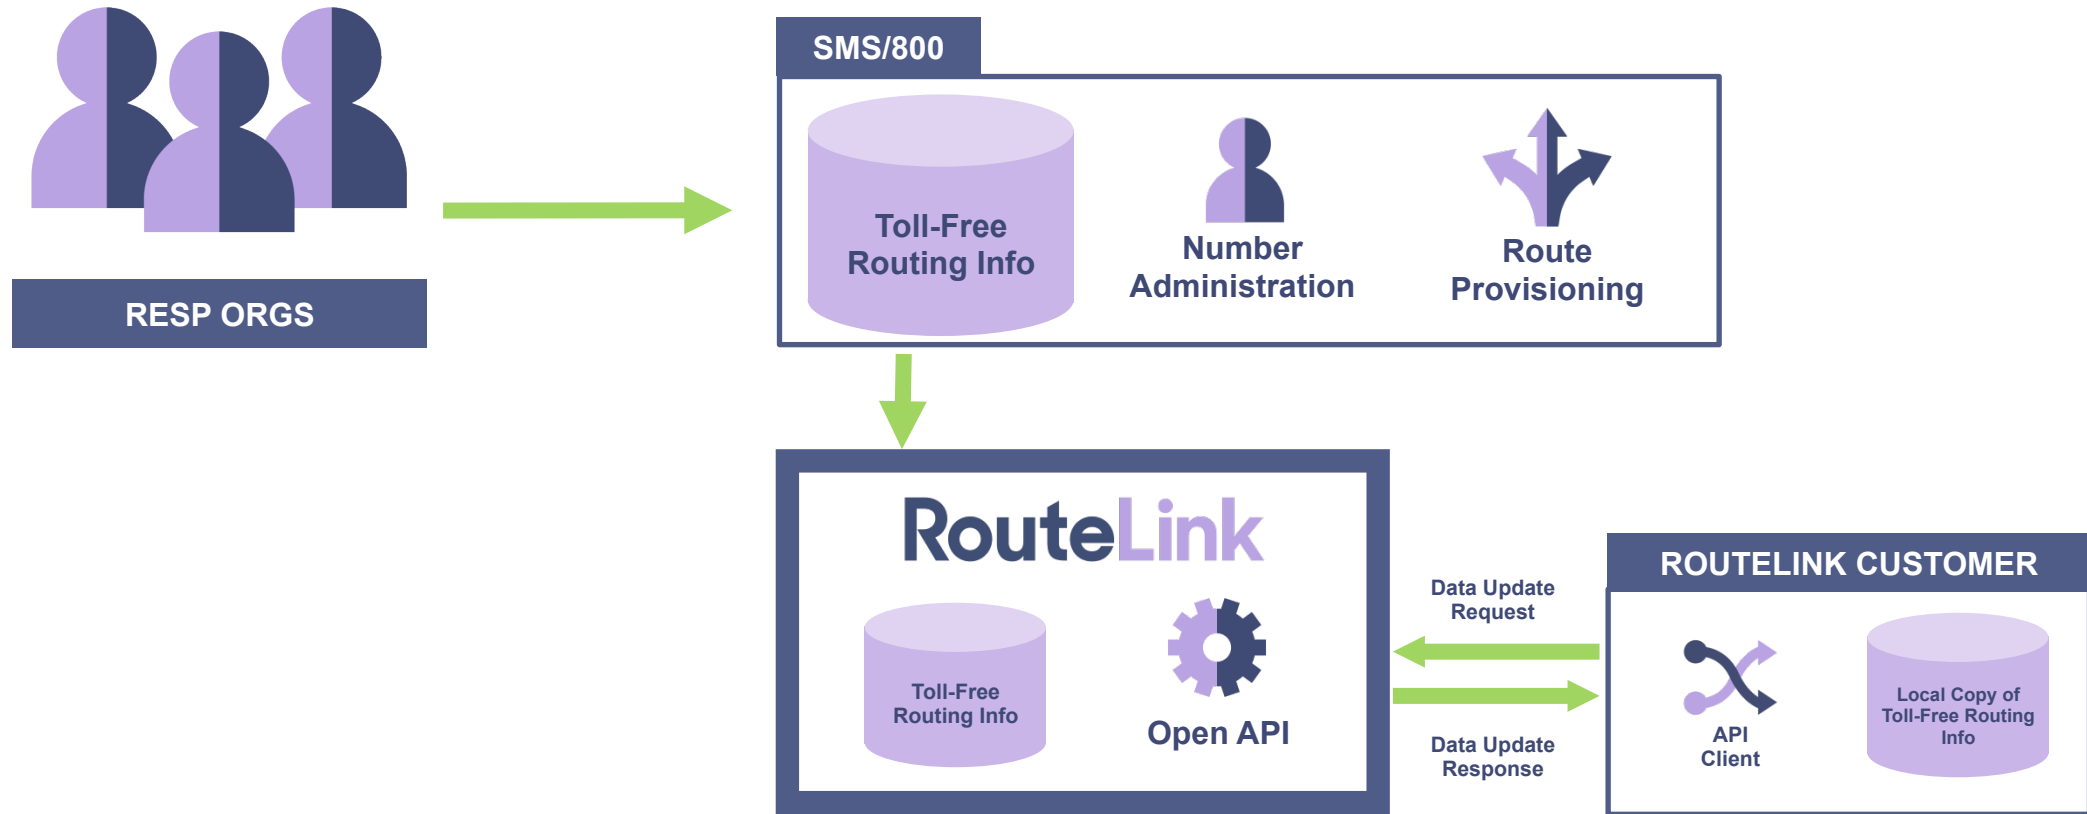 RESP ORGS
SMS/800
Toll-Free
Routing Info
Number
Administration
Route
Provisioning
RouteLink
Toll-Free
Routing Info
Open API
Data Update
Request
Data Update
Response
ROUTELINK CUSTOMER
API
Client
Local Copy of
Toll-Free Routing
Info